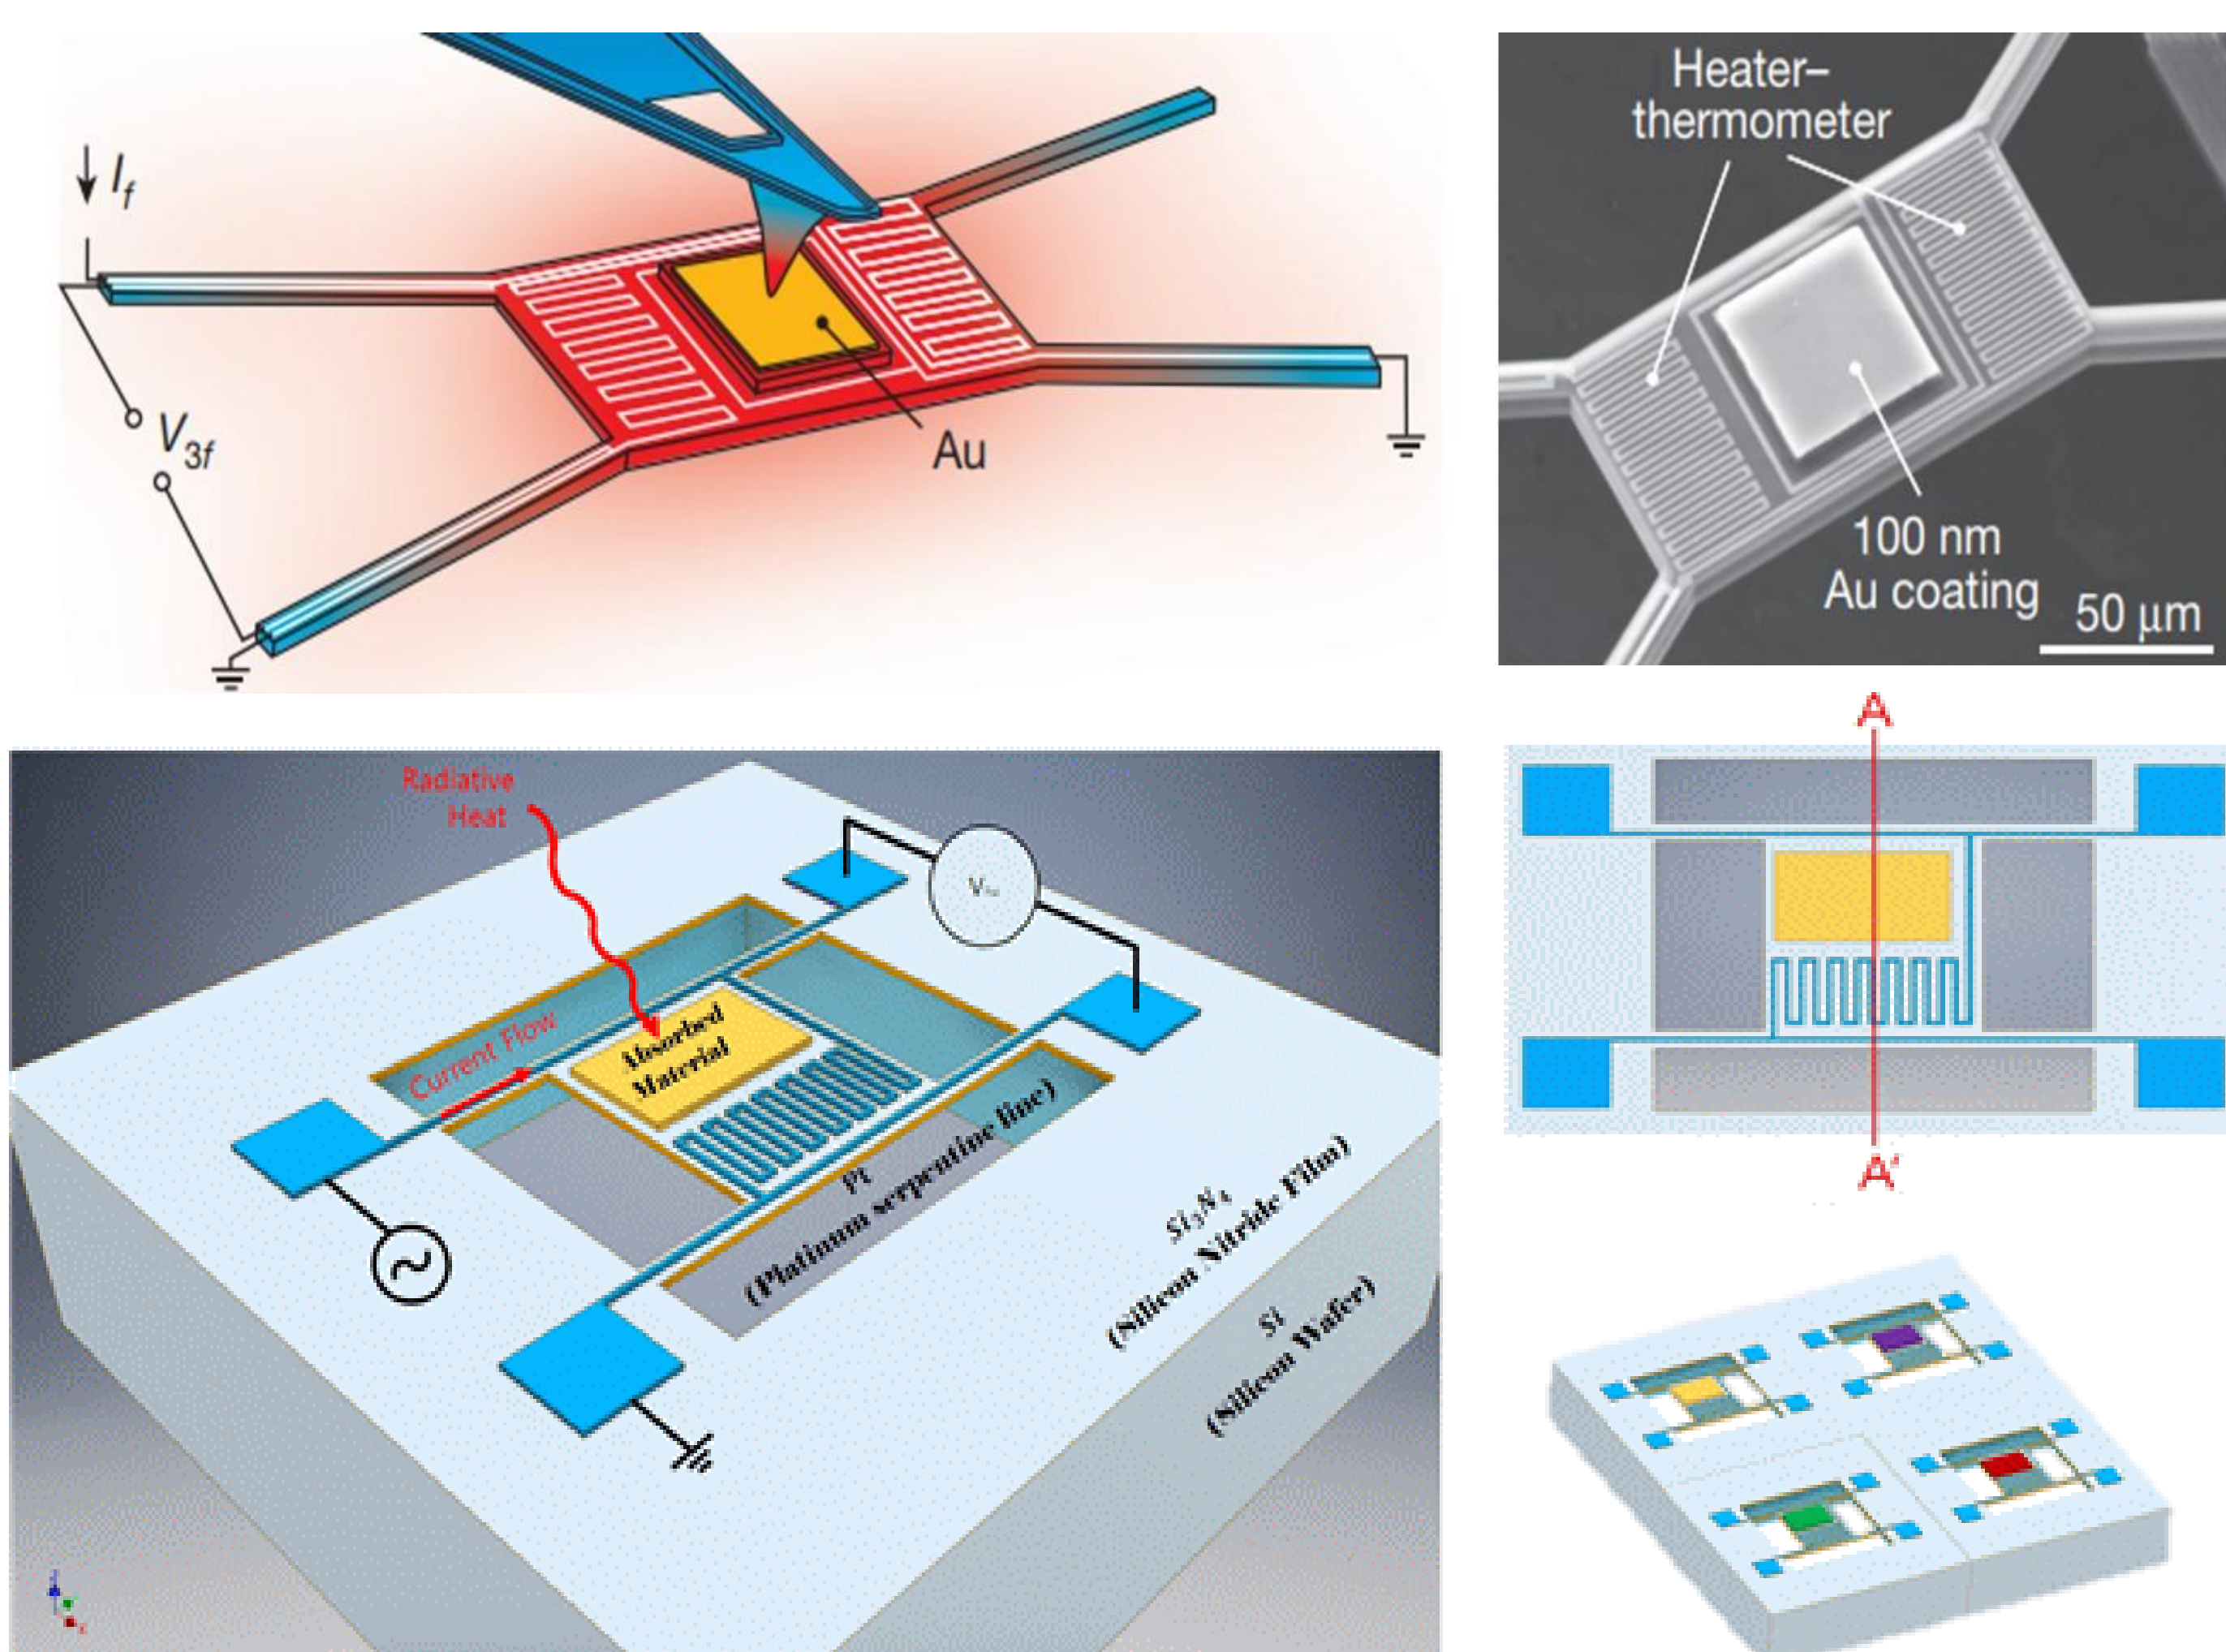 I_f
V_3f
Au
Heater–
thermometer
100 nm
Au coating
50 μm
Radiative
Heat
Current Flow
Absorbed
Material
Pt
(Platinum serpentine line)
Si₃N₄
(Silicon Nitride Film)
Si
(Silicon Wafer)
A
A'